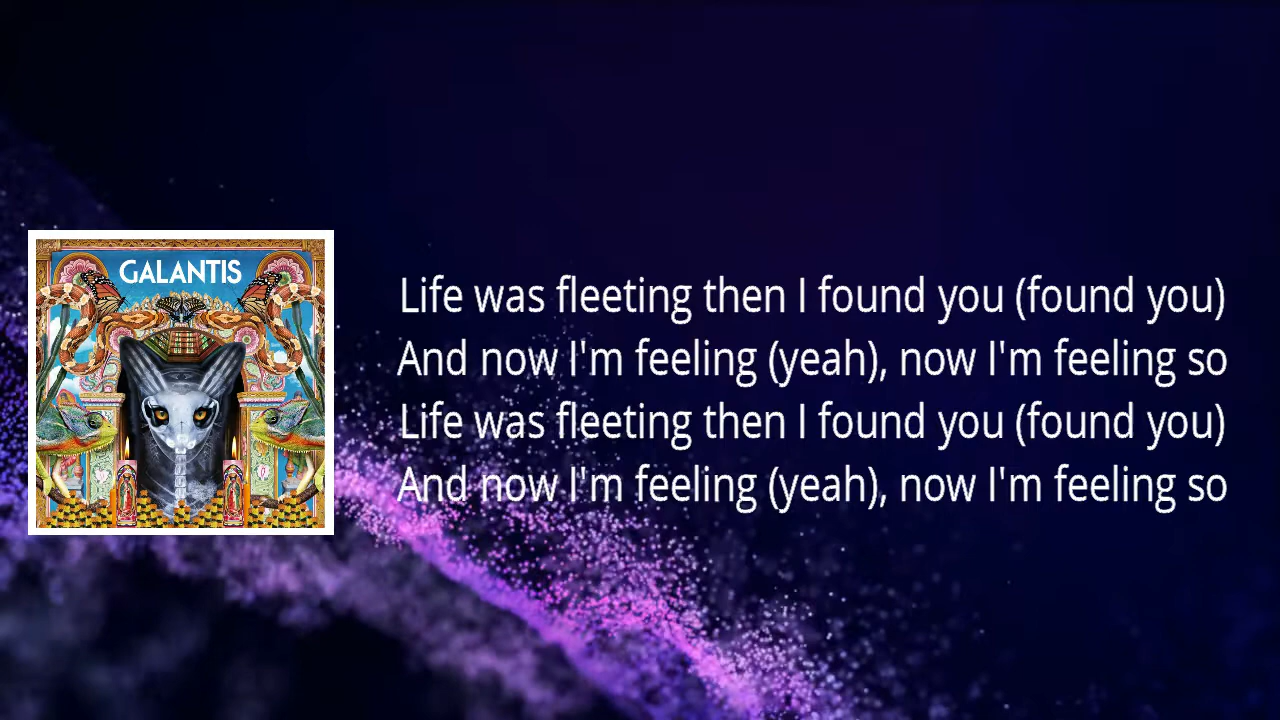 GALANTIS
Life was fleeting then I found you (found you)
And now I'm feeling (yeah), now I'm feeling so
Life was fleeting then I found you (found you)
And now I'm feeling (yeah), now I'm feeling so